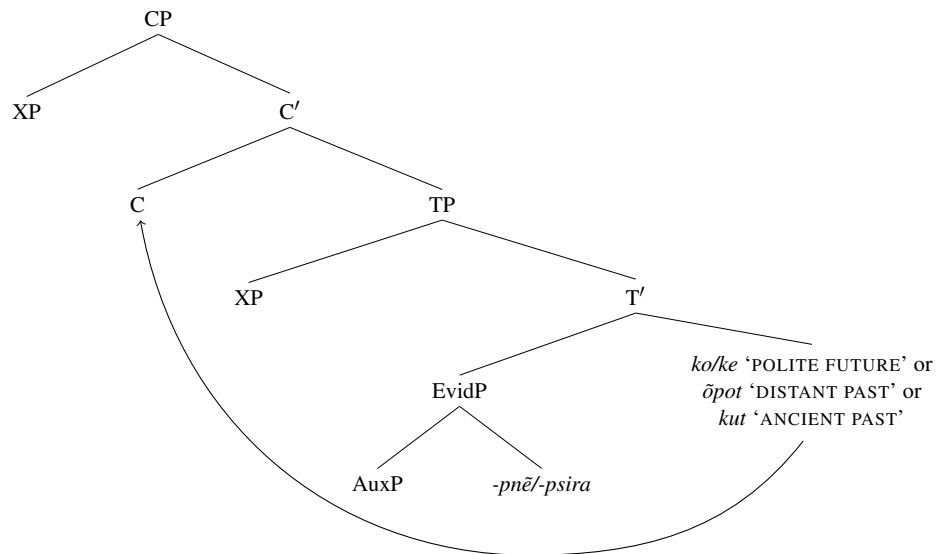 CP
XP
C′
C
TP
XP
T′
EvidP
ko/ke ‘POLITE FUTURE’ or
õpot ‘DISTANT PAST’ or
kut ‘ANCIENT PAST’
AuxP
-pnẽ/-psira